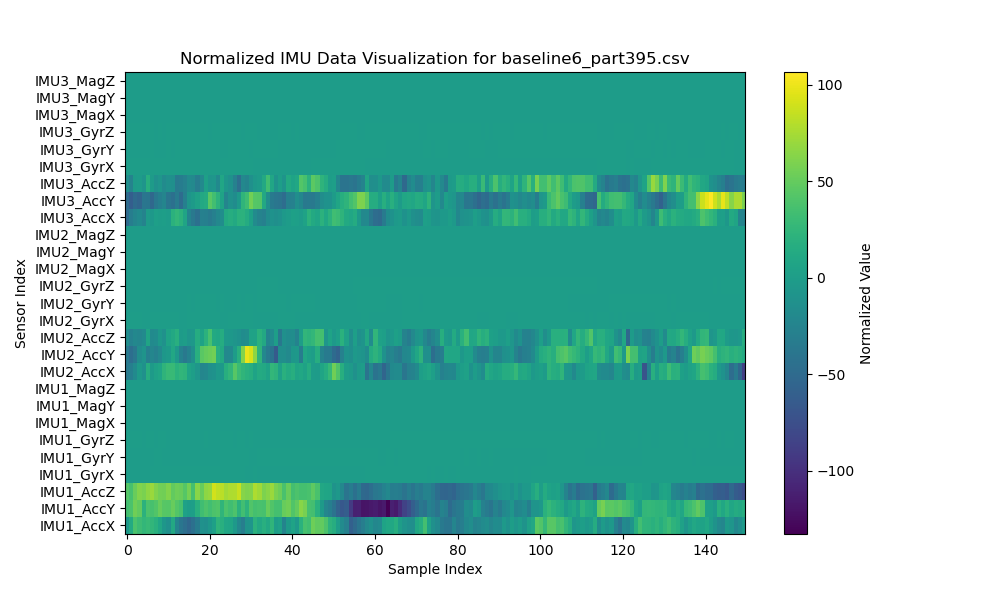 Normalized IMU Data Visualization for baseline6_part395.csv
IMU3_MagZ
IMU3_MagY
IMU3_MagX
IMU3_GyrZ
IMU3_GyrY
IMU3_GyrX
IMU3_AccZ
IMU3_AccY
IMU3_AccX
IMU2_MagZ
IMU2_MagY
IMU2_MagX
IMU2_GyrZ
IMU2_GyrY
IMU2_GyrX
IMU2_AccZ
IMU2_AccY
IMU2_AccX
IMU1_MagZ
IMU1_MagY
IMU1_MagX
IMU1_GyrZ
IMU1_GyrY
IMU1_GyrX
IMU1_AccZ
IMU1_AccY
IMU1_AccX
Sensor Index
0 20 40 60 80 100 120 140
Sample Index
100
50
0
−50
−100
Normalized Value